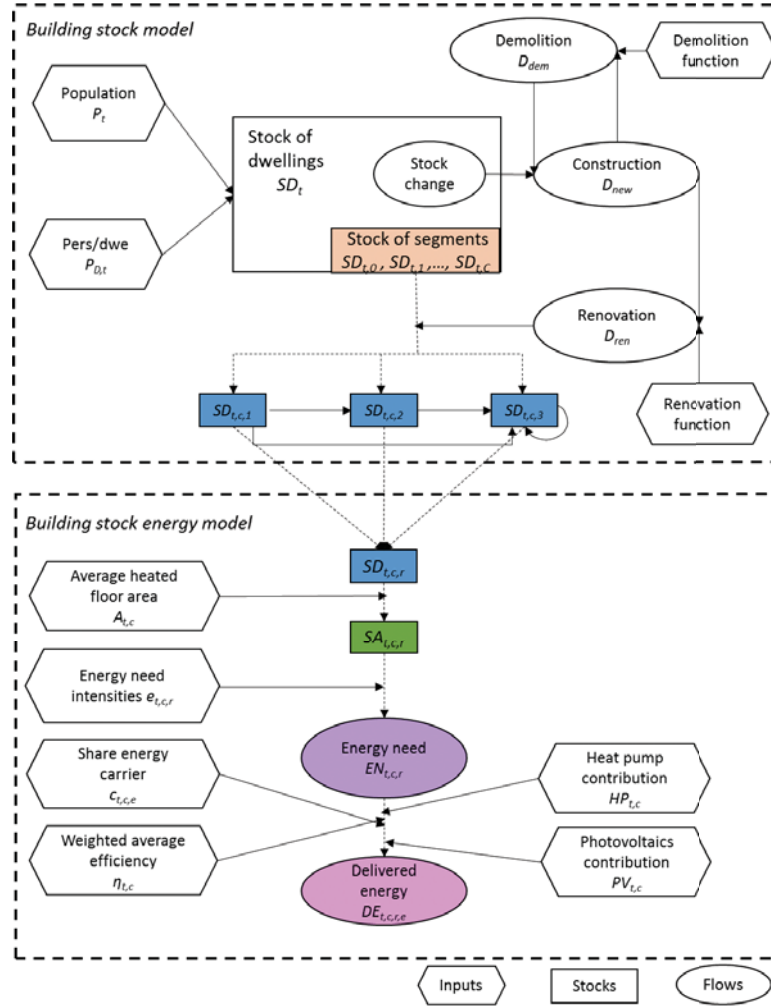 Building stock model
Demolition
D_dem
Demolition
function
Population
P_t
Stock of
dwellings
SD_t
Stock
change
Construction
D_new
Pers/dwe
P_D,t
Stock of segments
SD_t,0 , SD_t,1 ,..., SD_t,C
Renovation
D_ren
SD_t,c,1
SD_t,c,2
SD_t,c,3
Renovation
function
Building stock energy model
SD_t,c,r
Average heated
floor area
A_t,c
SA_t,c,r
Energy need
intensities e_t,c,r
Energy need
EN_t,c,r
Share energy
carrier
c_t,c,e
Heat pump
contribution
HP_t,c
Weighted average
efficiency
η_t,c
Delivered
energy
DE_t,c,r,e
Photovoltaics
contribution
PV_t,c
Inputs
Stocks
Flows